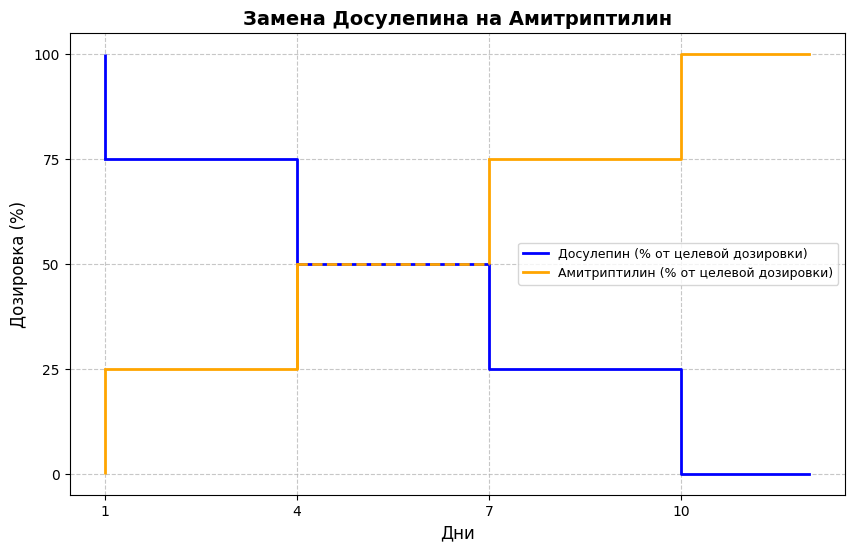 Замена Досулепина на Амитриптилин
Дозировка (%)
100
75
50
25
0
Досулепин (% от целевой дозировки)
Амитриптилин (% от целевой дозировки)
1 4 7 10
Дни